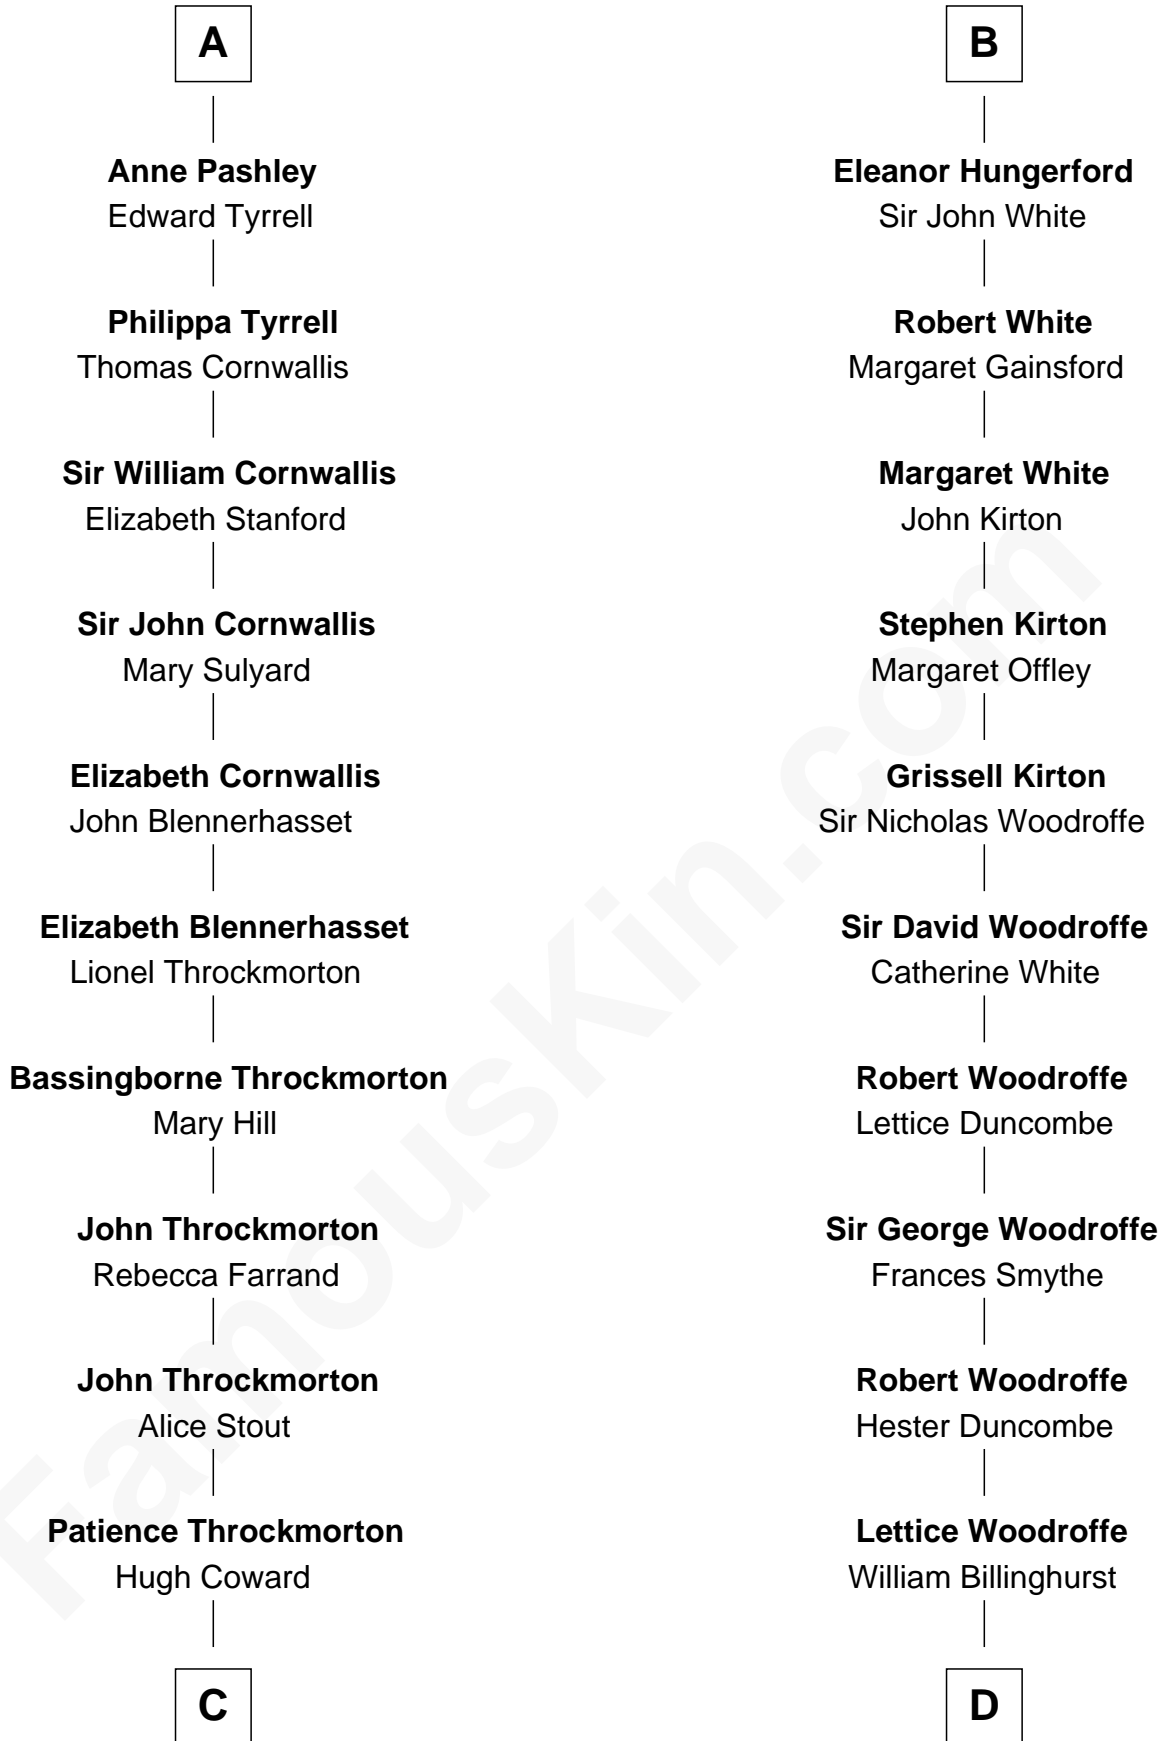 A
Anne Pashley
Edward Tyrrell
Philippa Tyrrell
Thomas Cornwallis
Sir William Cornwallis
Elizabeth Stanford
Sir John Cornwallis
Mary Sulyard
Elizabeth Cornwallis
John Blennerhasset
Elizabeth Blennerhasset
Lionel Throckmorton
Bassingborne Throckmorton
Mary Hill
John Throckmorton
Rebecca Farrand
John Throckmorton
Alice Stout
Patience Throckmorton
Hugh Coward
C
B
Eleanor Hungerford
Sir John White
Robert White
Margaret Gainsford
Margaret White
John Kirton
Stephen Kirton
Margaret Offley
Grissell Kirton
Sir Nicholas Woodroffe
Sir David Woodroffe
Catherine White
Robert Woodroffe
Lettice Duncombe
Sir George Woodroffe
Frances Smythe
Robert Woodroffe
Hester Duncombe
Lettice Woodroffe
William Billinghurst
D
FamousKin.com